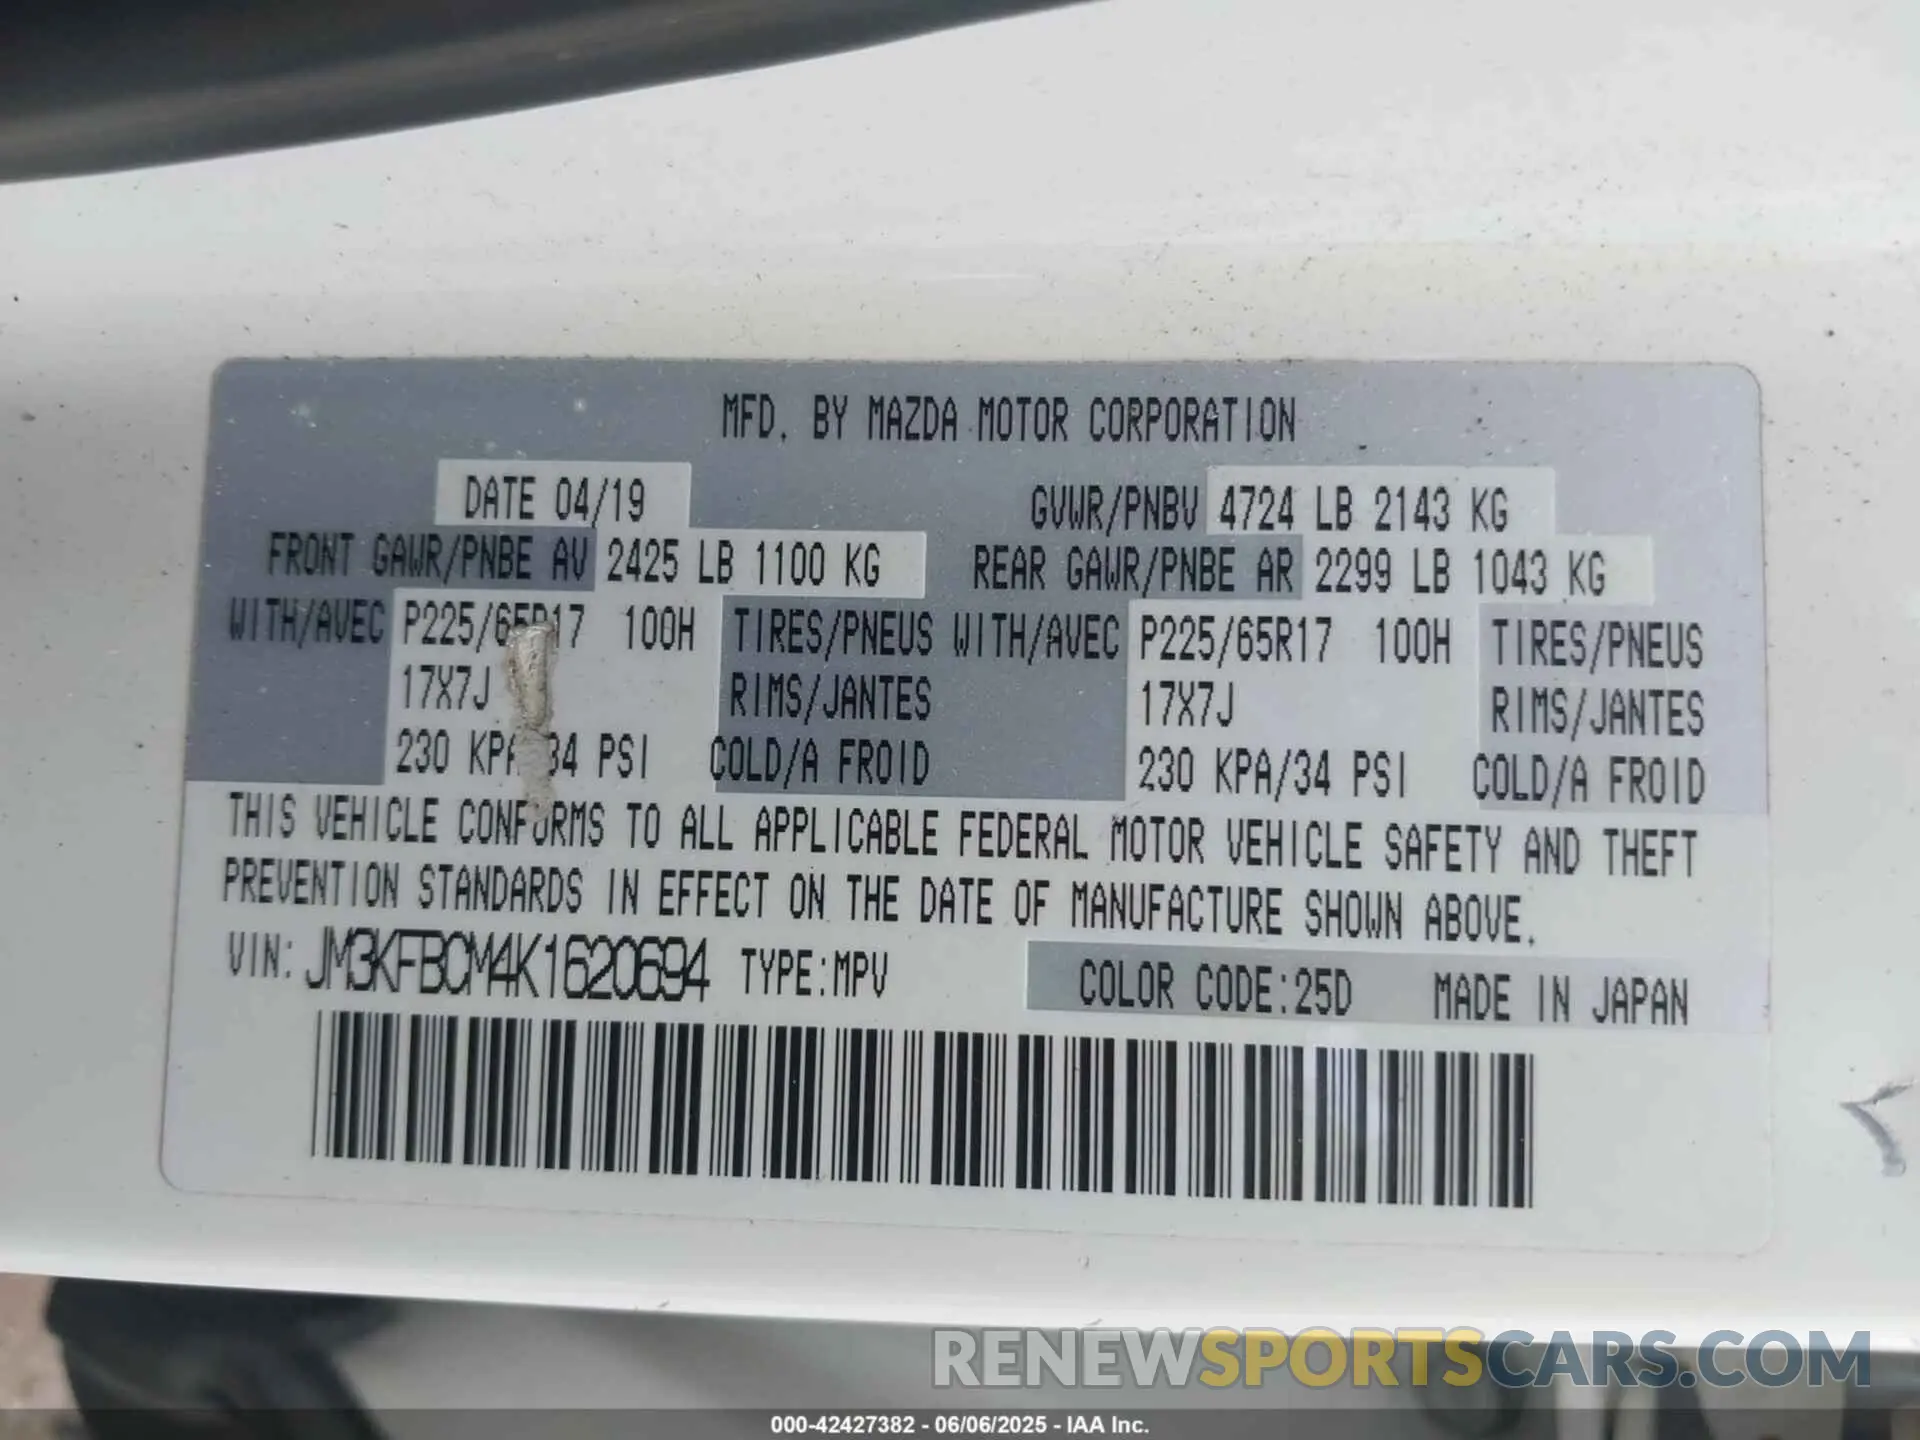 MFD. BY MAZDA MOTOR CORPORATION
DATE 04/19 GVWR/PNBV 4724 LB 2143 KG
FRONT GAWR/PNBE AV 2425 LB 1100 KG REAR GAWR/PNBE AR 2299 LB 1043 KG
WITH/AVEC P225/65R17 100H TIRES/PNEUS WITH/AVEC P225/65R17 100H TIRES/PNEUS
17X7J RIMS/JANTES 17X7J RIMS/JANTES
230 KPA/34 PSI COLD/A FROID 230 KPA/34 PSI COLD/A FROID
THIS VEHICLE CONFORMS TO ALL APPLICABLE FEDERAL MOTOR VEHICLE SAFETY AND THEFT
PREVENTION STANDARDS IN EFFECT ON THE DATE OF MANUFACTURE SHOWN ABOVE.
VIN: JM3KFBCM4K1620694 TYPE:MPV COLOR CODE:25D MADE IN JAPAN
RENEWSPORTSCARS.COM
000-42427382 - 06/06/2025 - IAA Inc.